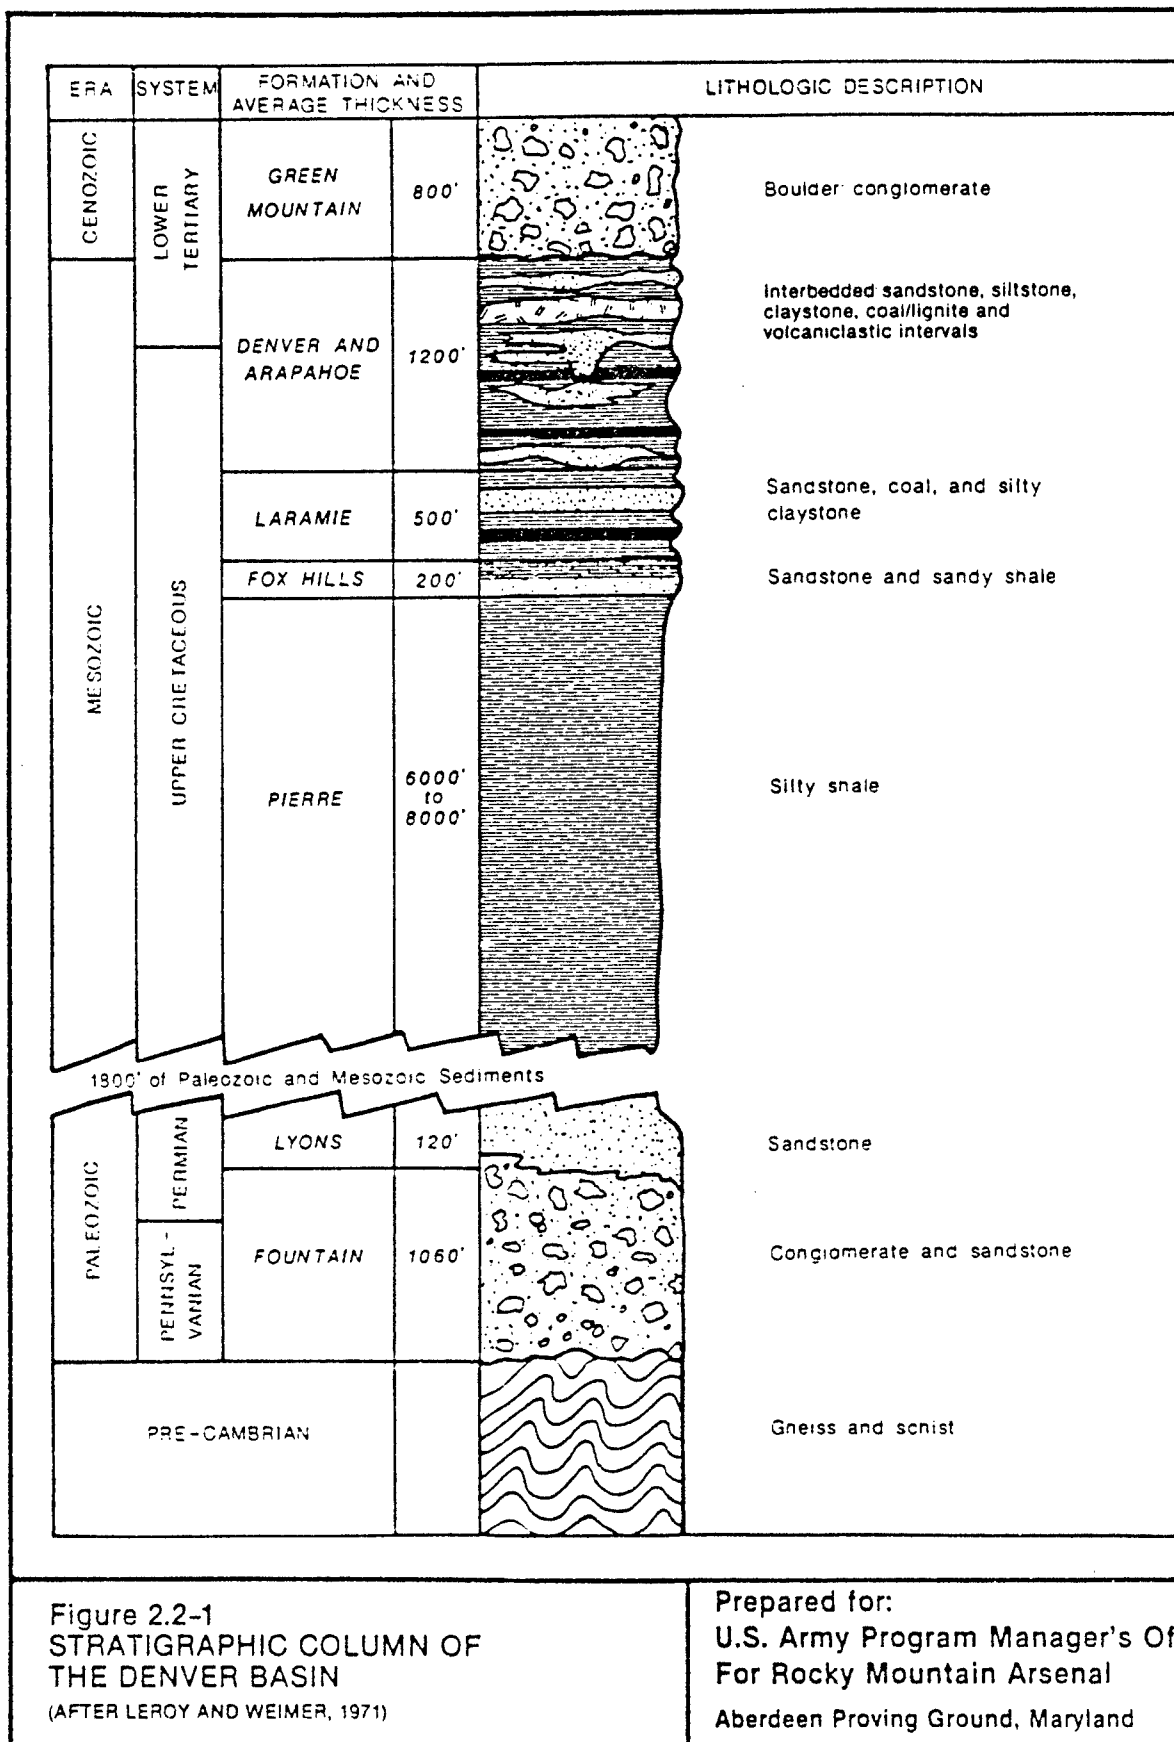 ERA
SYSTEM
FORMATION AND
AVERAGE THICKNESS
LITHOLOGIC DESCRIPTION
CENOZOIC
LOWER
TERTIARY
GREEN
MOUNTAIN
800'
Boulder conglomerate
MESOZOIC
DENVER AND
ARAPAHOE
1200'
Interbedded sandstone, siltstone,
claystone, coal/lignite and
volcaniclastic intervals
UPPER CRETACEOUS
LARAMIE
500'
Sandstone, coal, and silty
claystone
FOX HILLS
200'
Sandstone and sandy shale
PIERRE
6000'
to
8000'
Silty shale
1800' of Paleozoic and Mesozoic Sediments
PALEOZOIC
PERMIAN
LYONS
120'
Sandstone
PENNSYL-
VANIAN
FOUNTAIN
1060'
Conglomerate and sandstone
PRE-CAMBRIAN
Gneiss and schist
Figure 2.2-1
STRATIGRAPHIC COLUMN OF
THE DENVER BASIN
(AFTER LEROY AND WEIMER, 1971)
Prepared for:
U.S. Army Program Manager's Of
For Rocky Mountain Arsenal
Aberdeen Proving Ground, Maryland